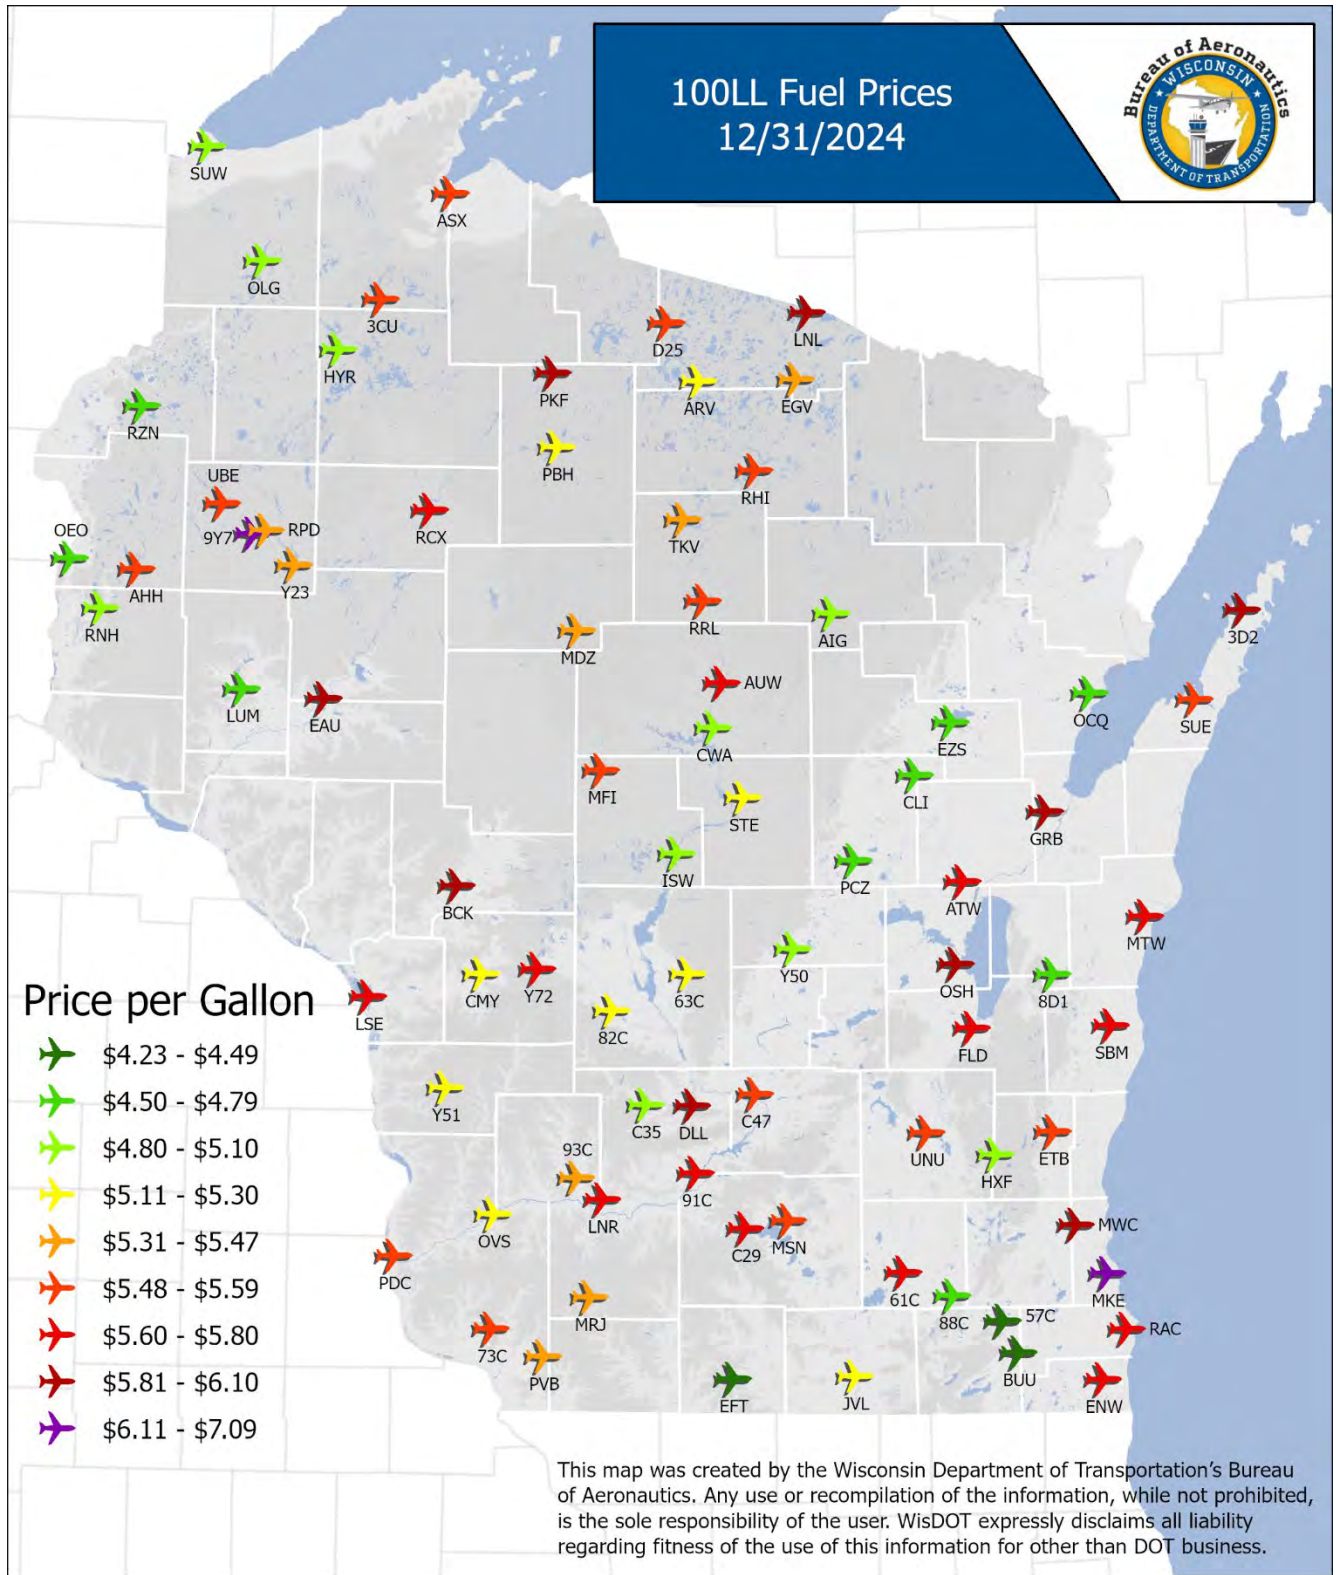 100LL Fuel Prices
12/31/2024
Bureau of Aeronautics
WISCONSIN
DEPARTMENT OF TRANSPORTATION
SUW
ASX
OLG
3CU
HYR
D25
LNL
PKF
ARV
EGV
RZN
PBH
RHI
UBE
9Y7
RPD
RCX
TKV
OEO
AHH
Y23
RNH
RRL
AIG
3D2
MDZ
LUM
EAU
AUW
CWA
EZS
OCQ
SUE
MFI
STE
CLI
GRB
ISW
PCZ
BCK
ATW
MTW
CMY
Y72
63C
Y50
OSH
8D1
LSE
82C
FLD
SBM
Y51
C35
DLL
C47
UNU
HXF
ETB
93C
LNR
91C
OVS
C29
MSN
MWC
PDC
MRJ
61C
88C
57C
MKE
RAC
73C
PVB
EFT
JVL
BUU
ENW
Price per Gallon
$4.23 - $4.49
$4.50 - $4.79
$4.80 - $5.10
$5.11 - $5.30
$5.31 - $5.47
$5.48 - $5.59
$5.60 - $5.80
$5.81 - $6.10
$6.11 - $7.09
This map was created by the Wisconsin Department of Transportation's Bureau
of Aeronautics. Any use or recompilation of the information, while not prohibited,
is the sole responsibility of the user. WisDOT expressly disclaims all liability
regarding fitness of the use of this information for other than DOT business.